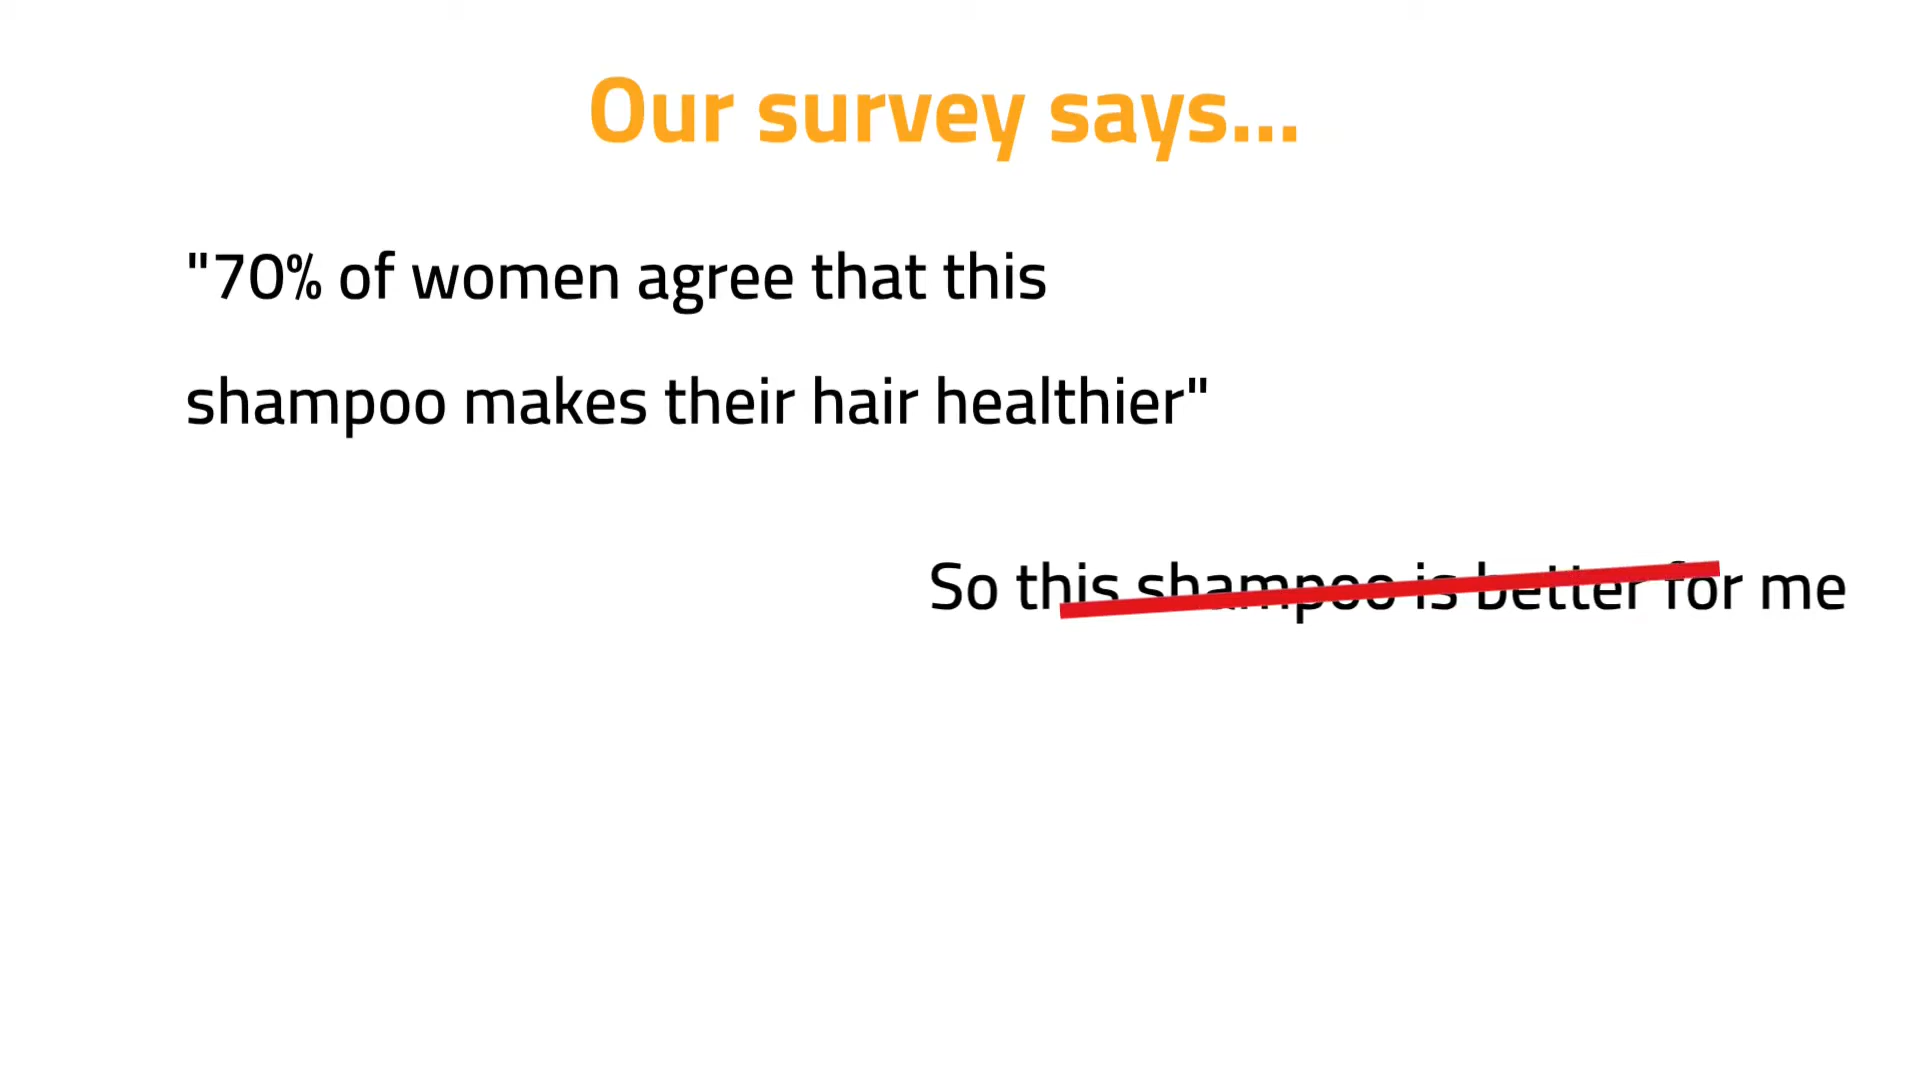 Our survey says...
"70% of women agree that this
shampoo makes their hair healthier"
So this shampoo is better for me